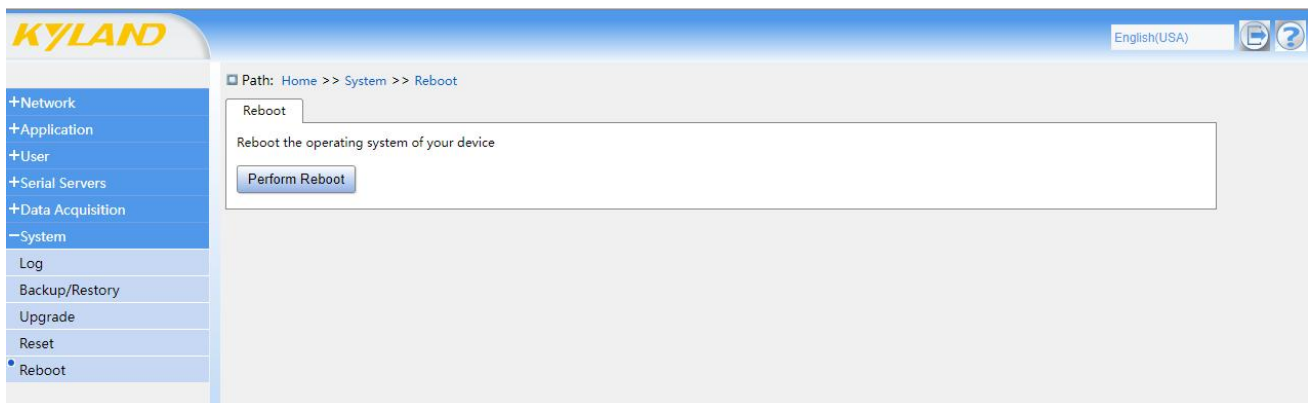 KYLAND
English(USA)
Path: Home >> System >> Reboot
+Network
+Application
+User
+Serial Servers
+Data Acquisition
−System
Log
Backup/Restory
Upgrade
Reset
Reboot
Reboot
Reboot the operating system of your device
Perform Reboot